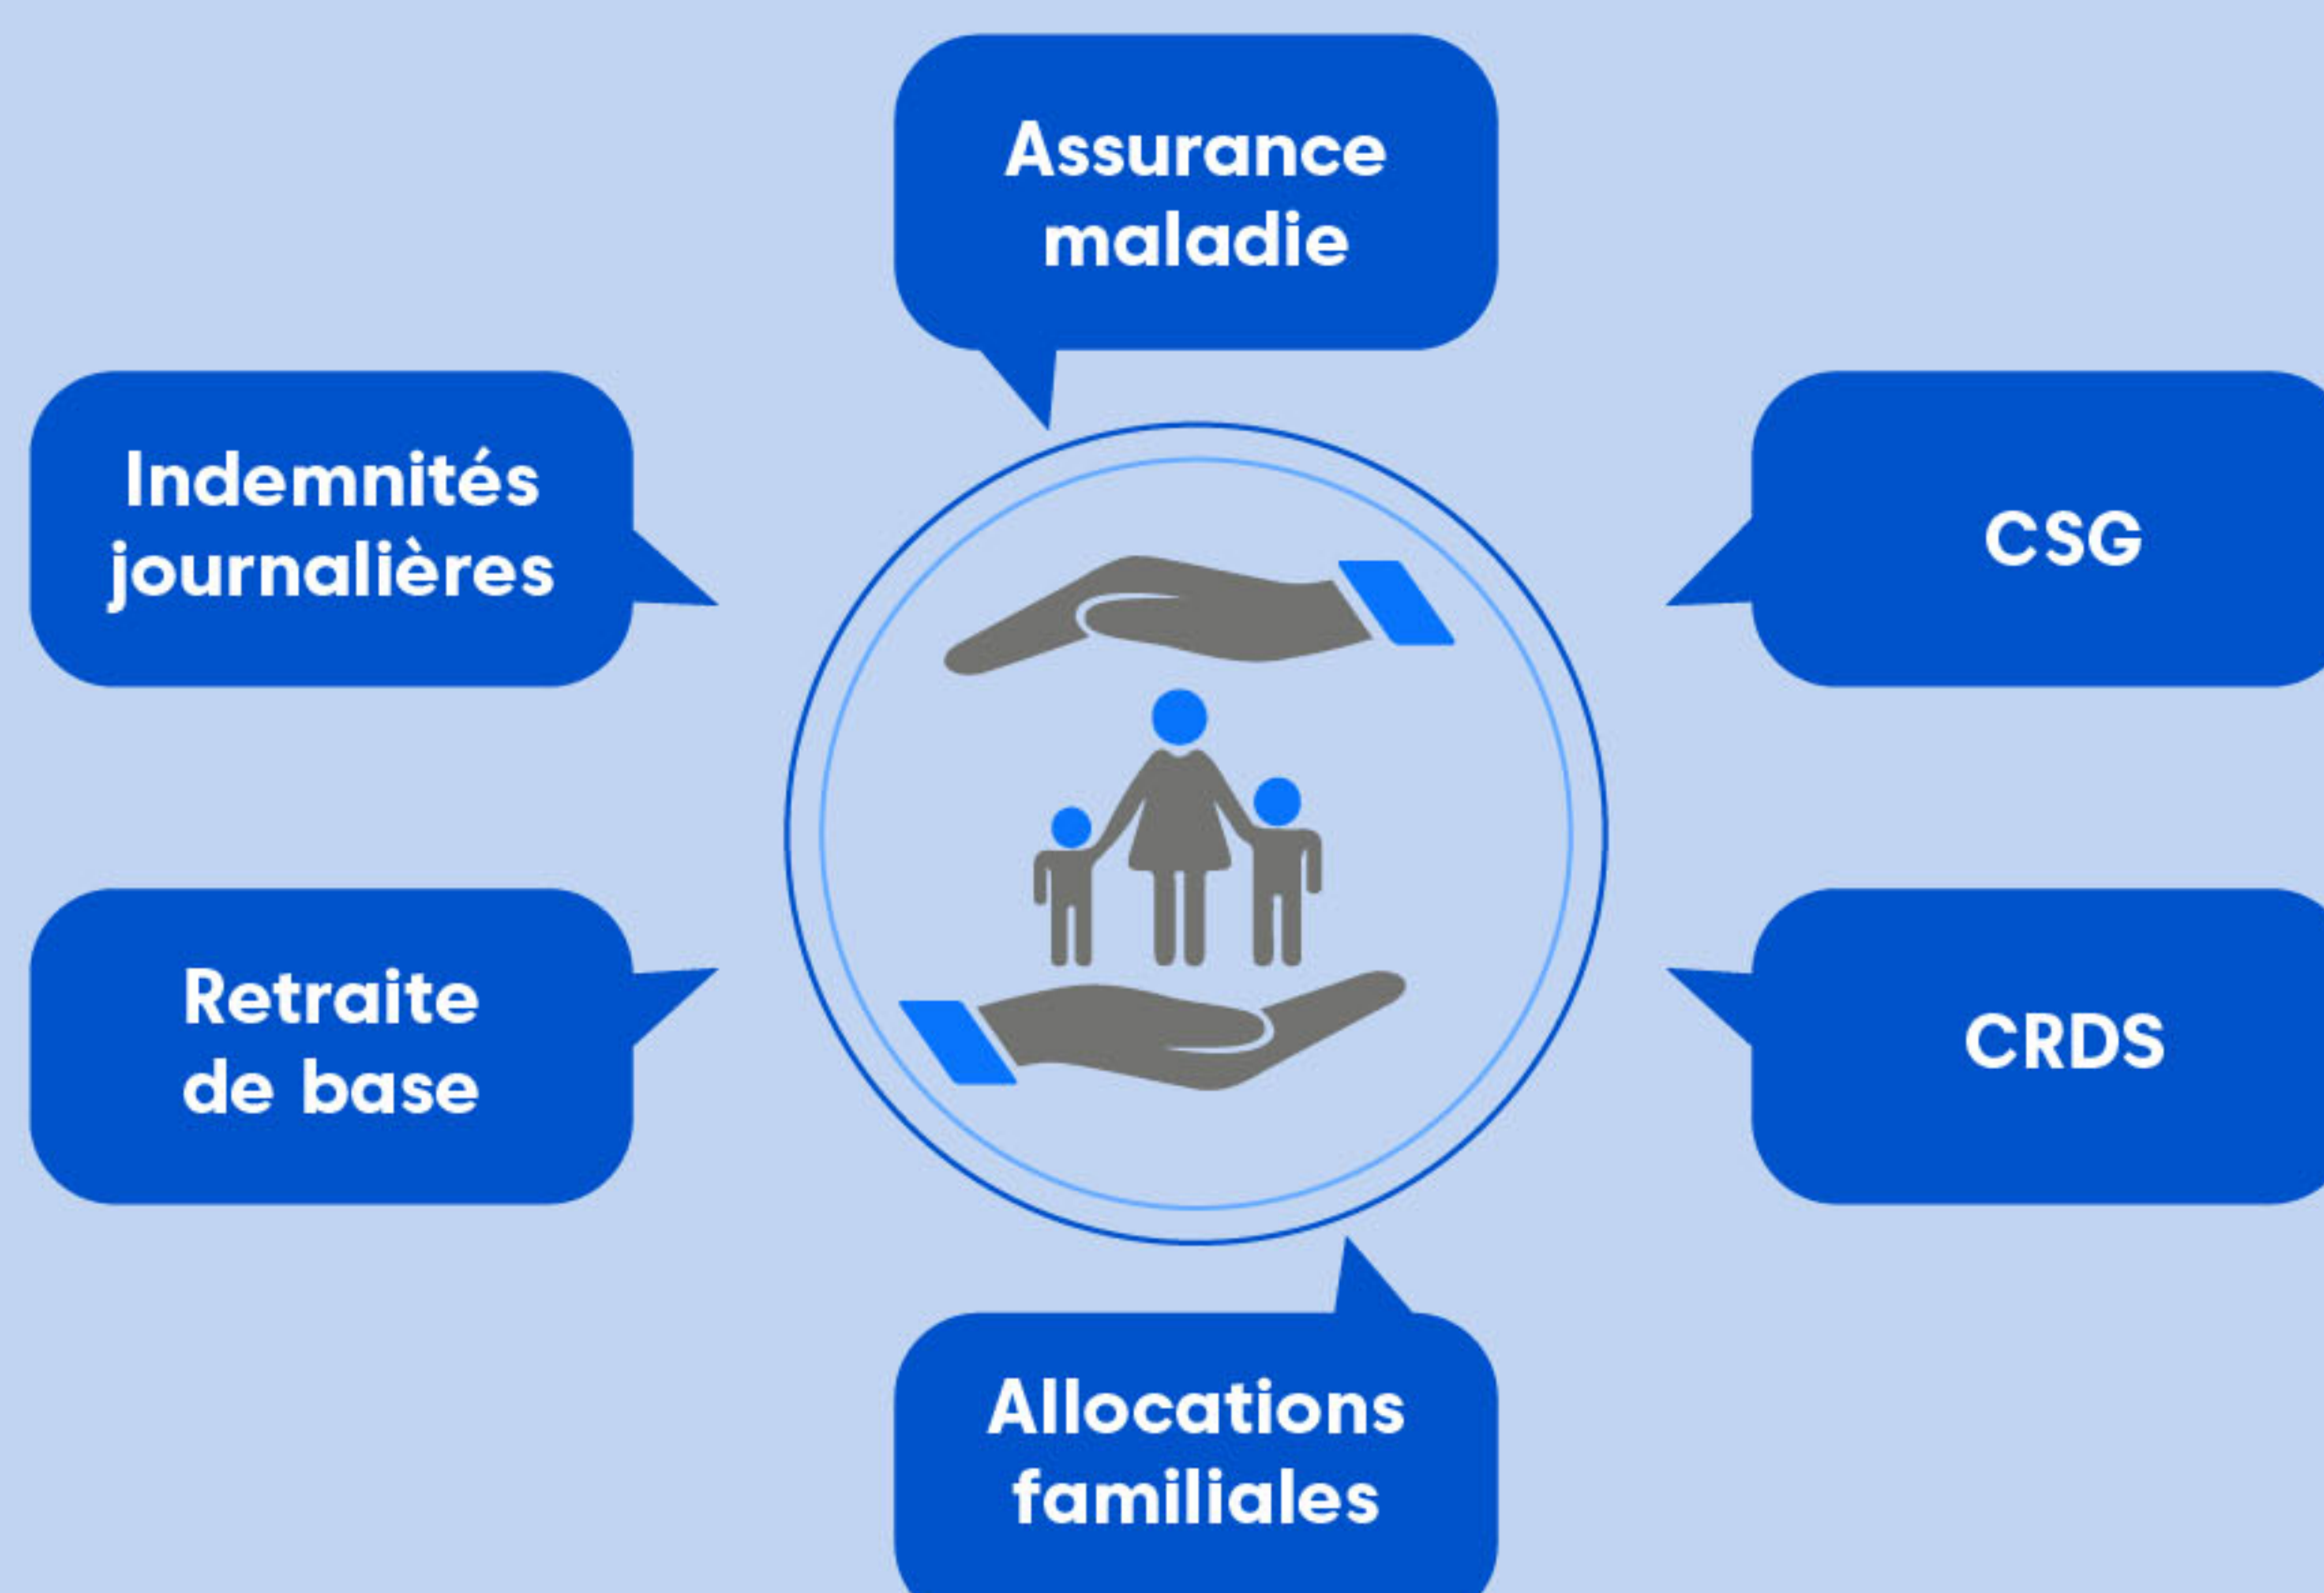 Assurance
maladie
Indemnités
journalières
CSG
Retraite
de base
CRDS
Allocations
familiales